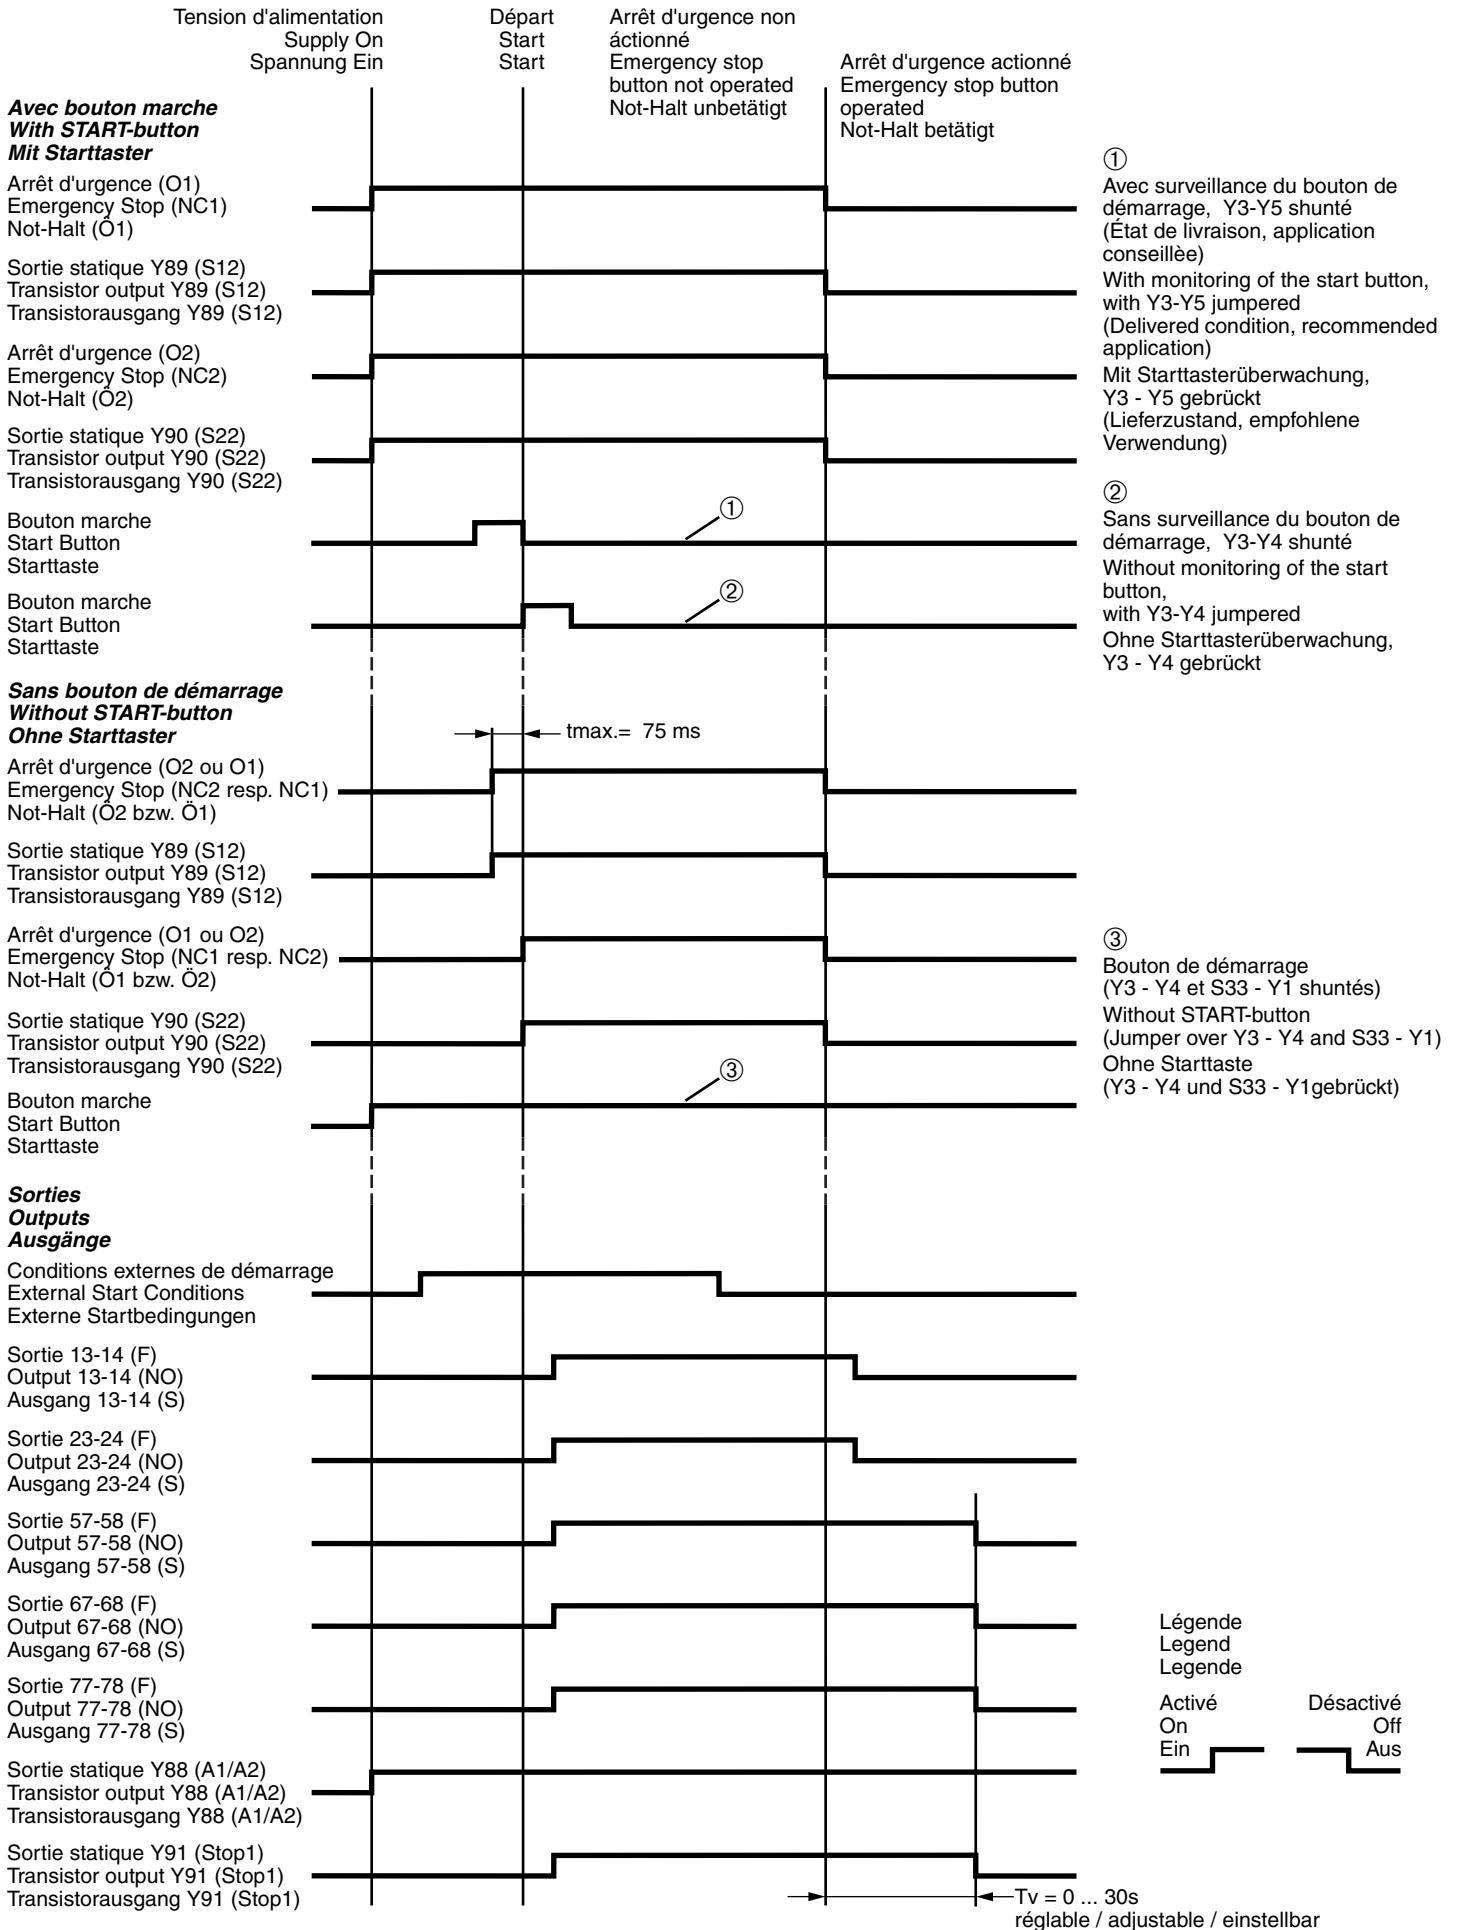 Tension d'alimentation
Supply On
Spannung Ein
Départ
Start
Start
Arrêt d'urgence non
áctionné
Emergency stop
button not operated
Not-Halt unbetätigt
Arrêt d'urgence actionné
Emergency stop button
operated
Not-Halt betätigt
Avec bouton marche
With START-button
Mit Starttaster
Arrêt d'urgence (O1)
Emergency Stop (NC1)
Not-Halt (Ö1)
Sortie statique Y89 (S12)
Transistor output Y89 (S12)
Transistorausgang Y89 (S12)
Arrêt d'urgence (O2)
Emergency Stop (NC2)
Not-Halt (Ö2)
Sortie statique Y90 (S22)
Transistor output Y90 (S22)
Transistorausgang Y90 (S22)
Bouton marche
Start Button
Starttaste
①
Bouton marche
Start Button
Starttaste
②
①
Avec surveillance du bouton de
démarrage, Y3-Y5 shunté
(État de livraison, application
conseillèe)
With monitoring of the start button,
with Y3-Y5 jumpered
(Delivered condition, recommended
application)
Mit Starttasterüberwachung,
Y3 - Y5 gebrückt
(Lieferzustand, empfohlene
Verwendung)
②
Sans surveillance du bouton de
démarrage, Y3-Y4 shunté
Without monitoring of the start
button,
with Y3-Y4 jumpered
Ohne Starttasterüberwachung,
Y3 - Y4 gebrückt
Sans bouton de démarrage
Without START-button
Ohne Starttaster
tmax.= 75 ms
Arrêt d'urgence (O2 ou O1)
Emergency Stop (NC2 resp. NC1)
Not-Halt (Ö2 bzw. Ö1)
Sortie statique Y89 (S12)
Transistor output Y89 (S12)
Transistorausgang Y89 (S12)
Arrêt d'urgence (O1 ou O2)
Emergency Stop (NC1 resp. NC2)
Not-Halt (Ö1 bzw. Ö2)
Sortie statique Y90 (S22)
Transistor output Y90 (S22)
Transistorausgang Y90 (S22)
Bouton marche
Start Button
Starttaste
③
③
Bouton de démarrage
(Y3 - Y4 et S33 - Y1 shuntés)
Without START-button
(Jumper over Y3 - Y4 and S33 - Y1)
Ohne Starttaste
(Y3 - Y4 und S33 - Y1gebrückt)
Sorties
Outputs
Ausgänge
Conditions externes de démarrage
External Start Conditions
Externe Startbedingungen
Sortie 13-14 (F)
Output 13-14 (NO)
Ausgang 13-14 (S)
Sortie 23-24 (F)
Output 23-24 (NO)
Ausgang 23-24 (S)
Sortie 57-58 (F)
Output 57-58 (NO)
Ausgang 57-58 (S)
Sortie 67-68 (F)
Output 67-68 (NO)
Ausgang 67-68 (S)
Sortie 77-78 (F)
Output 77-78 (NO)
Ausgang 77-78 (S)
Sortie statique Y88 (A1/A2)
Transistor output Y88 (A1/A2)
Transistorausgang Y88 (A1/A2)
Sortie statique Y91 (Stop1)
Transistor output Y91 (Stop1)
Transistorausgang Y91 (Stop1)
Tv = 0 ... 30s
réglable / adjustable / einstellbar
Légende
Legend
Legende
Activé
On
Ein
Désactivé
Off
Aus